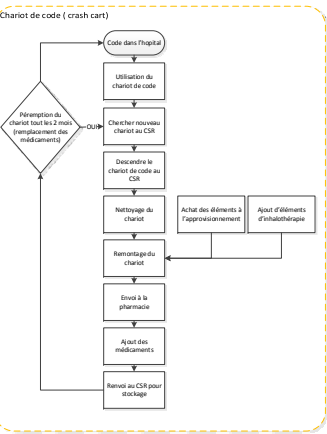 Chariot de code ( crash cart)
Code dans l'hopital
Utilisation du
chariot de code
Péremption du
chariot tout les 2 mois
(remplacement des
médicaments)
OUI
Chercher nouveau
chariot au CSR
Descendre le
chariot de code au
CSR
Nettoyage du
chariot
Achat des éléments à
l'approvisionnement
Ajout d'éléments
d'inhalothérapie
Remontage du
chariot
Envoi à la
pharmacie
Ajout des
médicaments
Renvoi au CSR pour
stockage